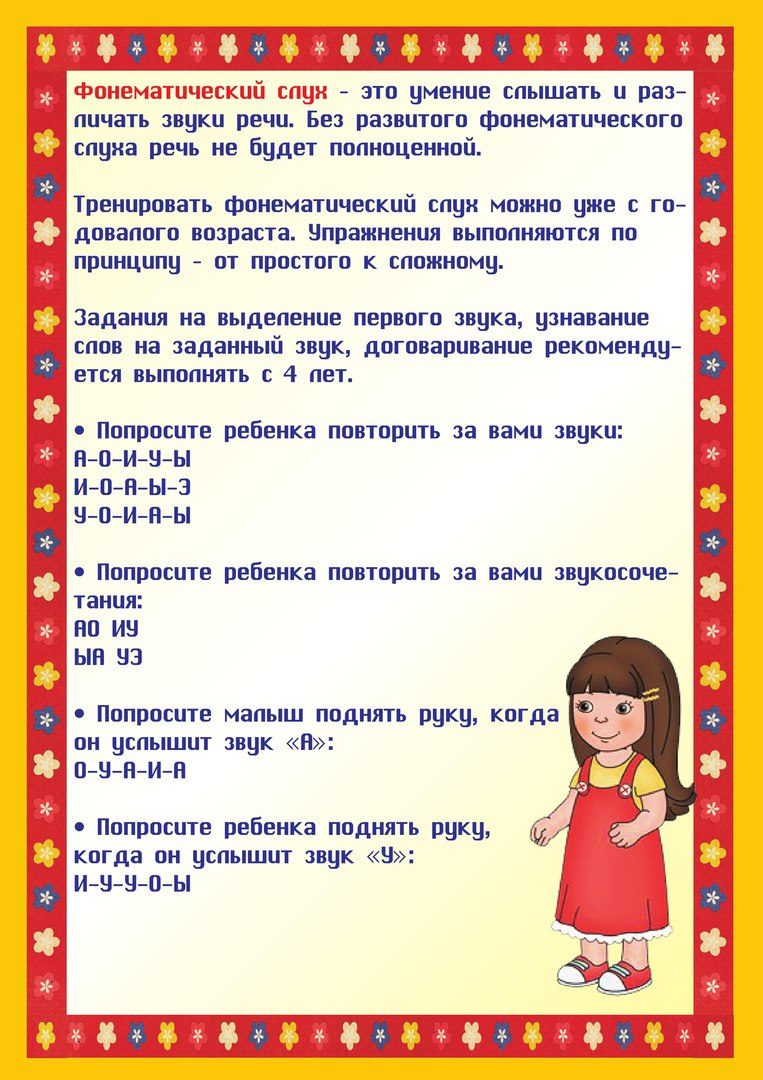 Фонематический слух - это умение слышать и раз-
личать звуки речи. Без развитого фонематического
слуха речь не будет полноценной.
Тренировать фонематический слух можно уже с го-
довалого возраста. Упражнения выполняются по
принципу - от простого к сложному.
Задания на выделение первого звука, узнавание
слов на заданный звук, договаривание рекоменду-
ется выполнять с 4 лет.
• Попросите ребенка повторить за вами звуки:
А-О-И-У-Ы
И-О-А-Ы-Э
У-О-И-А-Ы
• Попросите ребенка повторить за вами звукосоче-
тания:
АО ИУ
ЫА УЭ
• Попросите малыш поднять руку, когда
он услышит звук «А»:
О-У-А-И-А
• Попросите ребенка поднять руку,
когда он услышит звук «У»:
И-У-У-О-Ы